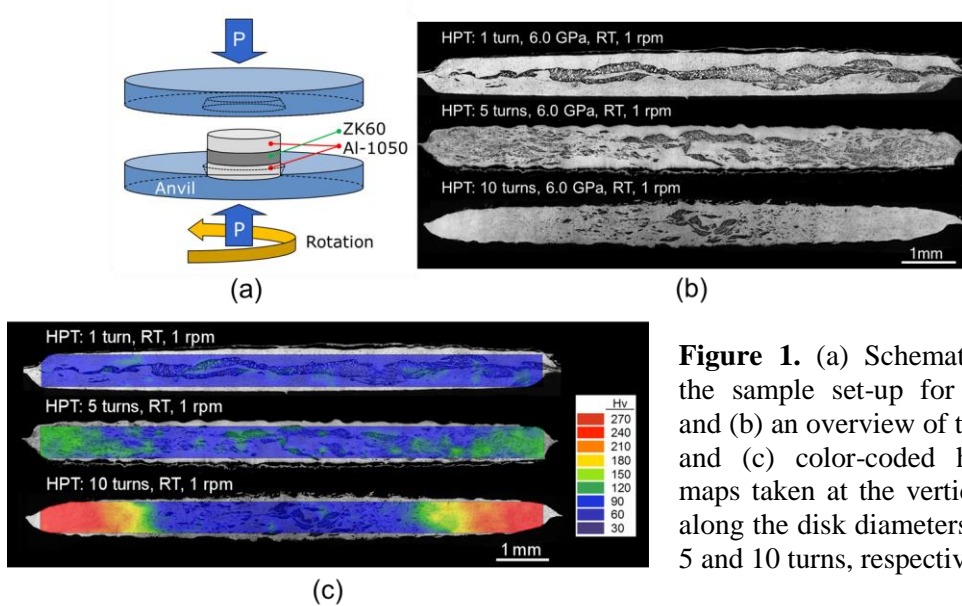 P
ZK60
Al-1050
Anvil
P
Rotation
(a)
HPT: 1 turn, 6.0 GPa, RT, 1 rpm
HPT: 5 turns, 6.0 GPa, RT, 1 rpm
HPT: 10 turns, 6.0 GPa, RT, 1 rpm
1mm
(b)
HPT: 1 turn, RT, 1 rpm
HPT: 5 turns, RT, 1 rpm
HPT: 10 turns, RT, 1 rpm
Hv
270
240
210
180
150
120
90
60
30
1 mm
(c)
Figure 1. (a) Schemat
the sample set-up for
and (b) an overview of t
and (c) color-coded h
maps taken at the vertic
along the disk diameters
5 and 10 turns, respectiv